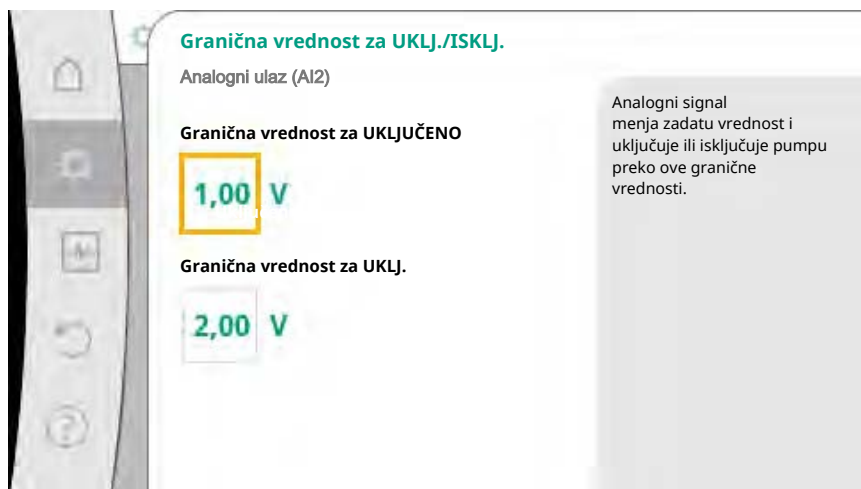 Granična vrednost za UKLJ./ISKLJ.
Analogni ulaz (AI2)
Granična vrednost za UKLJUČENO
1,00 V
Granična vrednost za UKLJ.
2,00 V
Analogni signal
menja zadatu vrednost i
uključuje ili isključuje pumpu
preko ove granične
vrednosti.